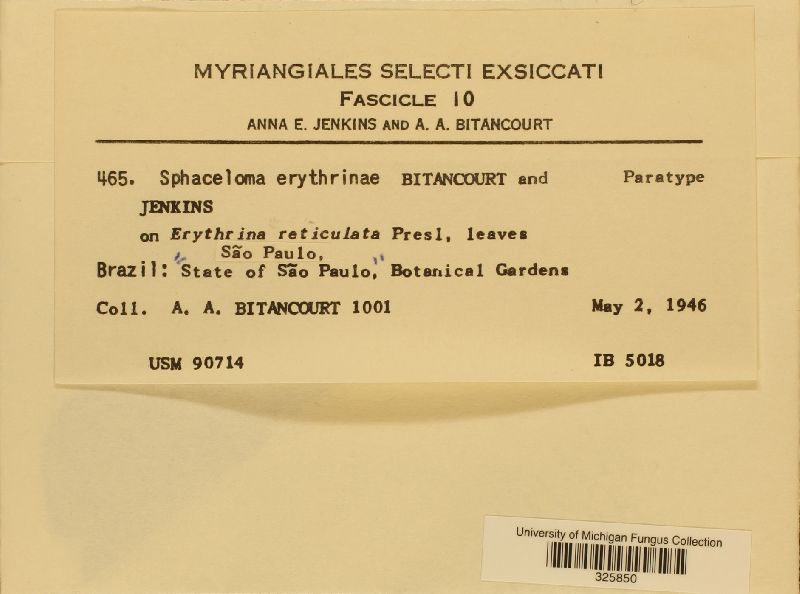 MYRIANGIALES SELECTI EXSICCATI
FASCICLE 10
ANNA E. JENKINS AND A. A. BITANCOURT
465. Sphaceloma erythrinae BITANCOURT and Paratype
JENKINS
on Erythrina reticulata Presl, leaves
São Paulo,
Brazil: "State of São Paulo," Botanical Gardens
Coll. A. A. BITANCOURT 1001 May 2, 1946
USM 90714 IB 5018
University of Michigan Fungus Collection
325850